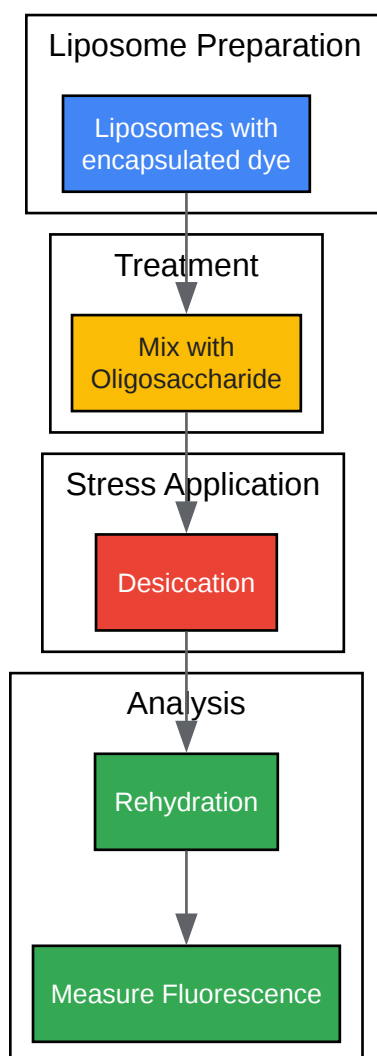 Liposome Preparation
Liposomes with
encapsulated dye
Treatment
Mix with
Oligosaccharide
Stress Application
Desiccation
Analysis
Rehydration
Measure Fluorescence